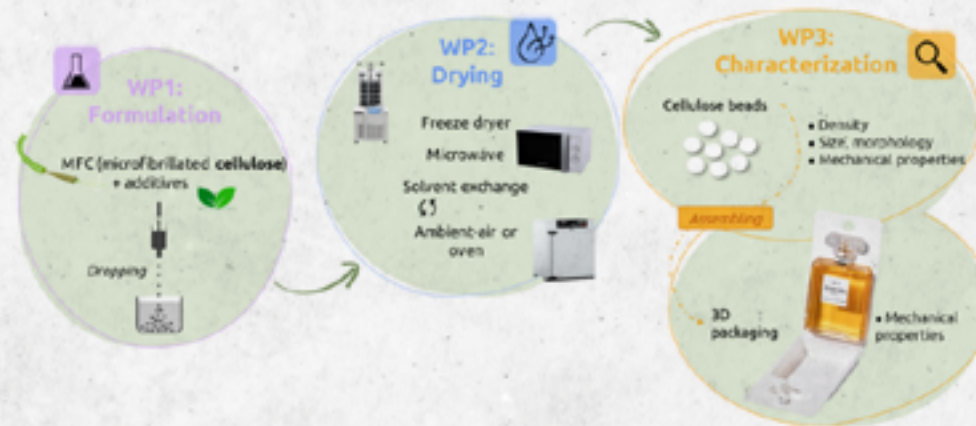 WP1:
Formulation
MFC (microfibrillated cellulose)
+ additives
Dropping
WP2:
Drying
Freeze dryer
Microwave
Solvent exchange
Ambient-air or
oven
WP3:
Characterization
Cellulose beads
▪ Density
▪ Size, morphology
▪ Mechanical properties
Assembling
3D
packaging
▪ Mechanical
properties